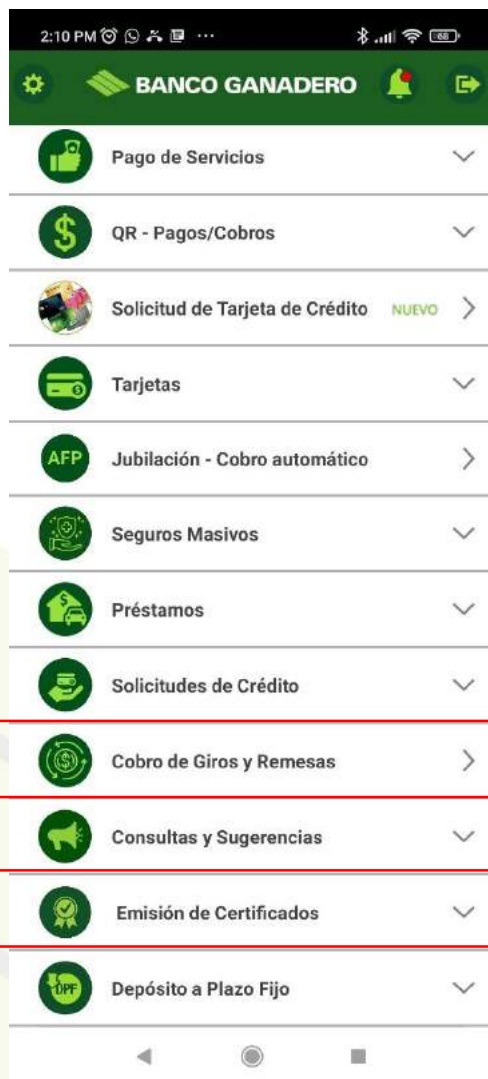 2:10 PM ... 68
BANCO GANADERO
Pago de Servicios
$ QR - Pagos/Cobros
Solicitud de Tarjeta de Crédito NUEVO
Tarjetas
AFP Jubilación - Cobro automático
Seguros Masivos
$ Préstamos
Solicitudes de Crédito
$ Cobro de Giros y Remesas
Consultas y Sugerencias
Emisión de Certificados
DPF Depósito a Plazo Fijo